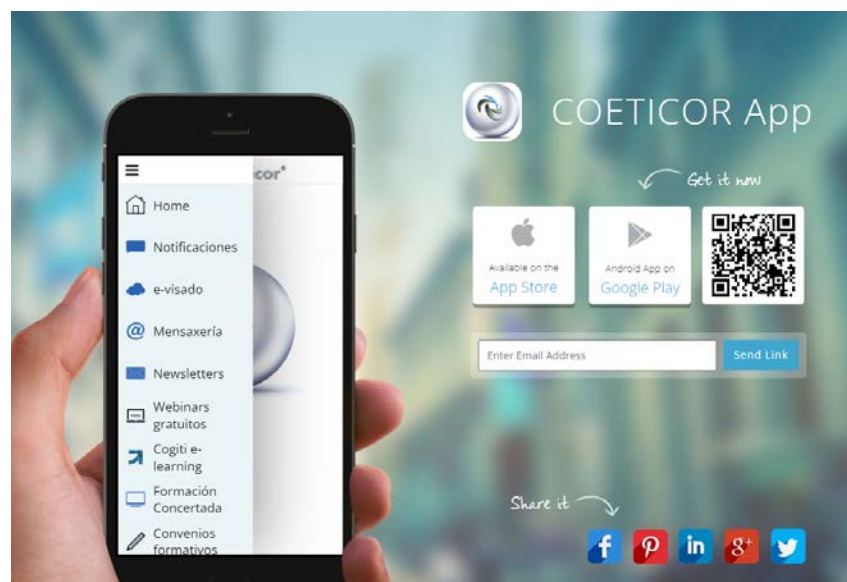 COETICOR App
Get it now
Available on the
App Store
Android App on
Google Play
Enter Email Address
Send Link
Share it
cor*
Home
Notificaciones
e-visado
@ Mensaxería
Newsletters
Webinars
gratuitos
Cogiti e-
learning
Formación
Concertada
Convenios
formativos
f
p
in
g+